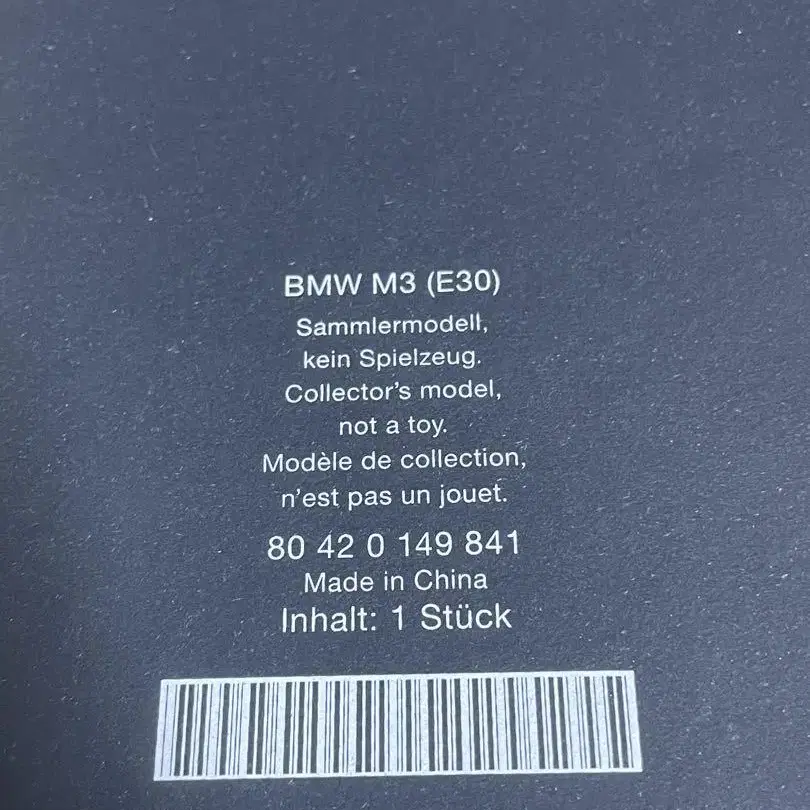 BMW M3 (E30)
Sammlermodell,
kein Spielzeug.
Collector's model,
not a toy.
Modèle de collection,
n'est pas un jouet.
80 42 0 149 841
Made in China
Inhalt: 1 Stück